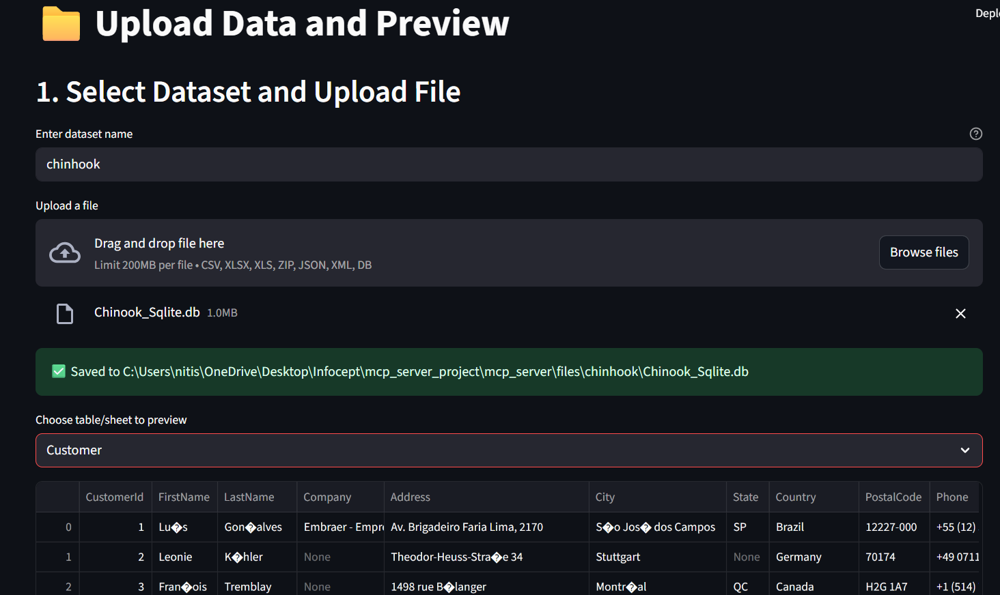 Deplo
Upload Data and Preview
1. Select Dataset and Upload File
Enter dataset name
chinhook
Upload a file
Drag and drop file here
Limit 200MB per file • CSV, XLSX, XLS, ZIP, JSON, XML, DB
Browse files
Chinook_Sqlite.db 1.0MB
Saved to C:\Users\nitis\OneDrive\Desktop\Infocept\mcp_server_project\mcp_server\files\chinhook\Chinook_Sqlite.db
Choose table/sheet to preview
Customer
CustomerId FirstName LastName Company Address City State Country PostalCode Phone
0 1 Lu�s Gon�alves Embraer - Empre Av. Brigadeiro Faria Lima, 2170 S�o Jos� dos Campos SP Brazil 12227-000 +55 (12)
1 2 Leonie K�hler None Theodor-Heuss-Stra�e 34 Stuttgart None Germany 70174 +49 0711
2 3 Fran�ois Tremblay None 1498 rue B�langer Montr�al QC Canada H2G 1A7 +1 (514)